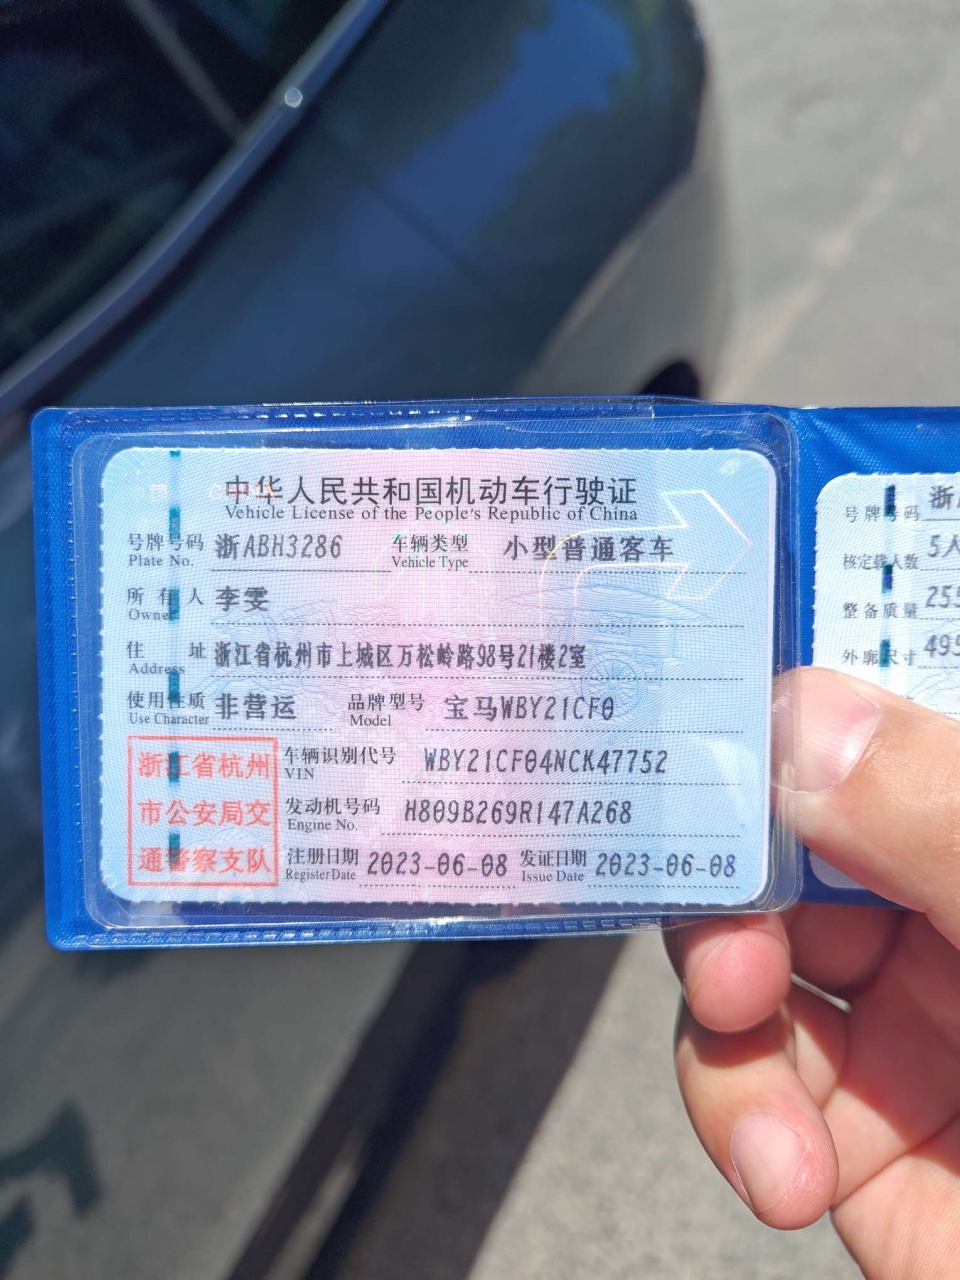 中华人民共和国机动车行驶证
Vehicle License of the People's Republic of China
号牌号码 浙ABH3286 车辆类型 小型普通客车
Plate No. Vehicle Type
所有人 李雯
Owner
住址 浙江省杭州市上城区万松岭路98号21楼2室
Address
使用性质 非营运 品牌型号 宝马WBY21CF0
Use Character Model
浙江省杭州
市公安局交
通警察支队
车辆识别代号 WBY21CF04NCK47752
VIN
发动机号码 H809B269R147A268
Engine No.
注册日期 2023-06-08 发证日期 2023-06-08
Register Date Issue Date
号牌号码 浙
核定载人数 5人
整备质量 255
外廓尺寸 495